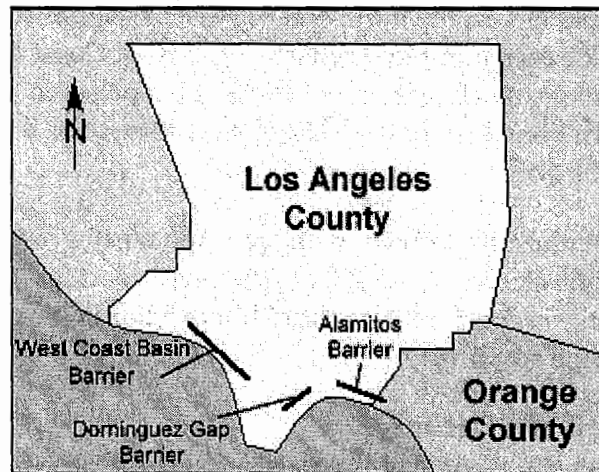 N
Los Angeles
County
Alamitos
Barrier
West Coast Basin
Barrier
Orange
County
Dominguez Gap
Barrier